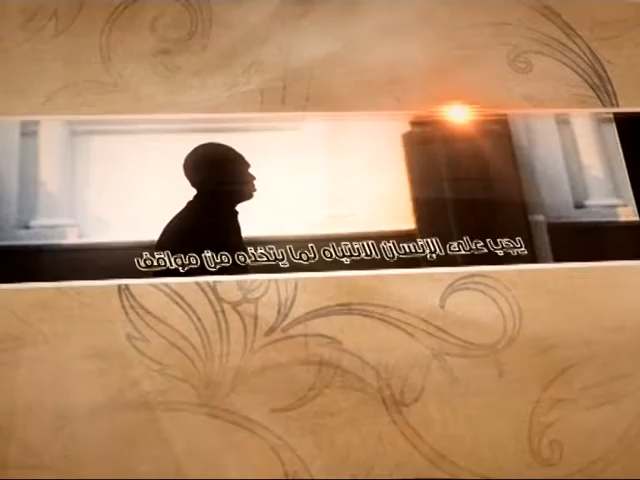 يجب على الإنسان الانتباه لما يتخذه من مواقف